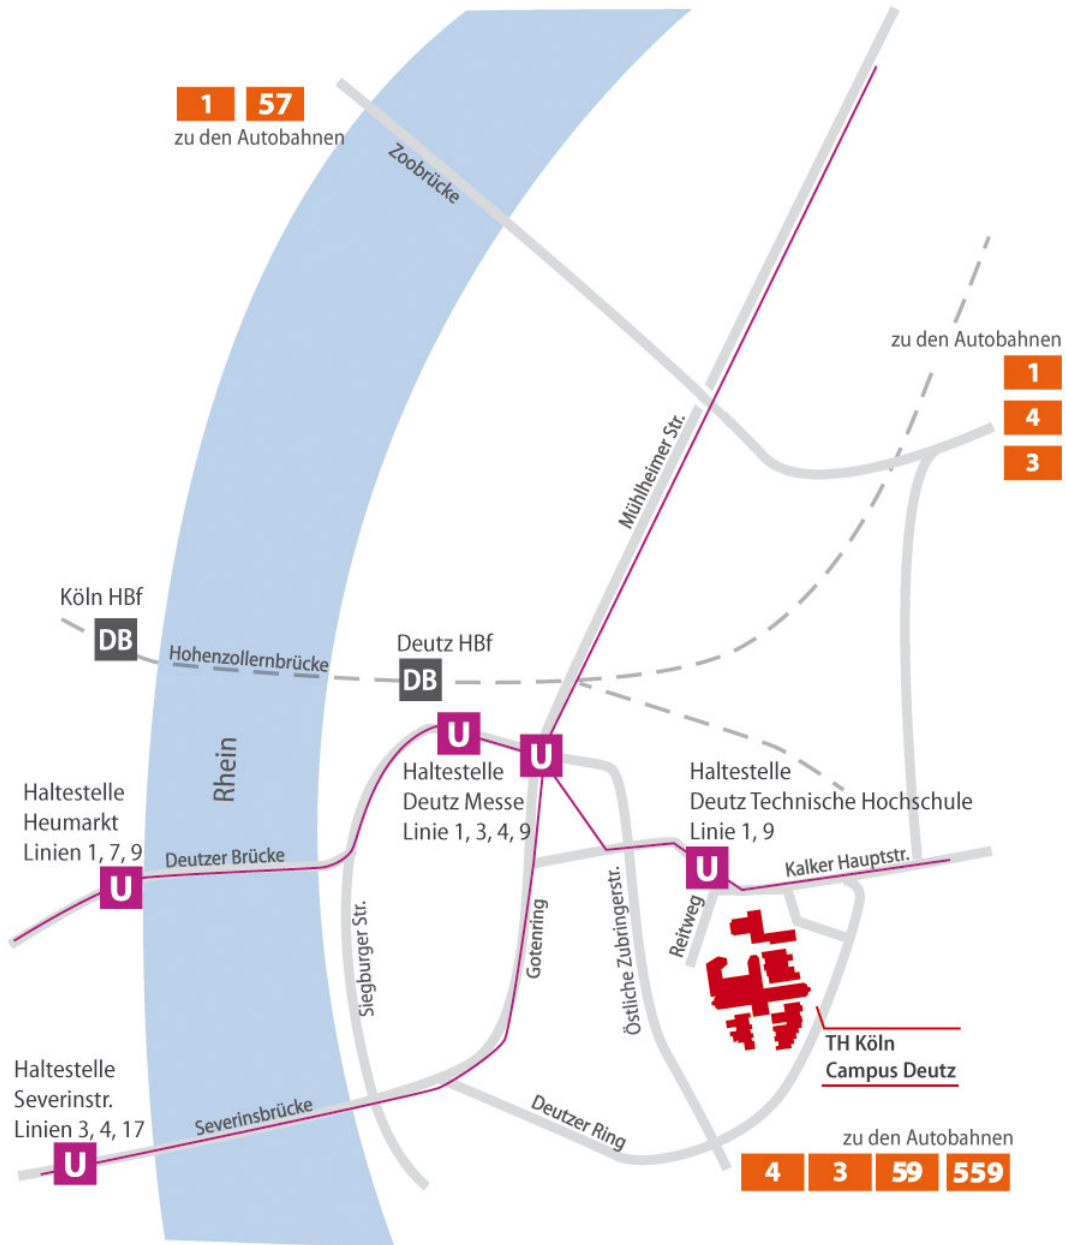 1 57
zu den Autobahnen
Zoobrücke
zu den Autobahnen
1
4
3
Mühlheimer Str.
Köln HBf
DB
Hohenzollernbrücke
Deutz HBf
DB
U
U
Rhein
Haltestelle
Deutz Messe
Linie 1, 3, 4, 9
Haltestelle
Deutz Technische Hochschule
Linie 1, 9
U
Haltestelle
Heumarkt
Linien 1, 7, 9
U
Deutzer Brücke
Kalker Hauptstr.
Siegburger Str.
Gotenring
Östliche Zubringerstr.
Reitweg
TH Köln
Campus Deutz
Haltestelle
Severinstr.
Linien 3, 4, 17
U
Severinsbrücke
Deutzer Ring
zu den Autobahnen
4 3 59 559